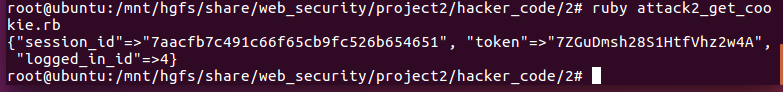 root@ubuntu:/mnt/hgfs/share/web_security/project2/hacker_code/2# ruby attack2_get_coo
kie.rb
{"session_id"=>"7aacfb7c491c66f65cb9fc526b654651", "token"=>"7ZGuDmsh28S1HtfVhz2w4A",
 "logged_in_id"=>4}
root@ubuntu:/mnt/hgfs/share/web_security/project2/hacker_code/2#